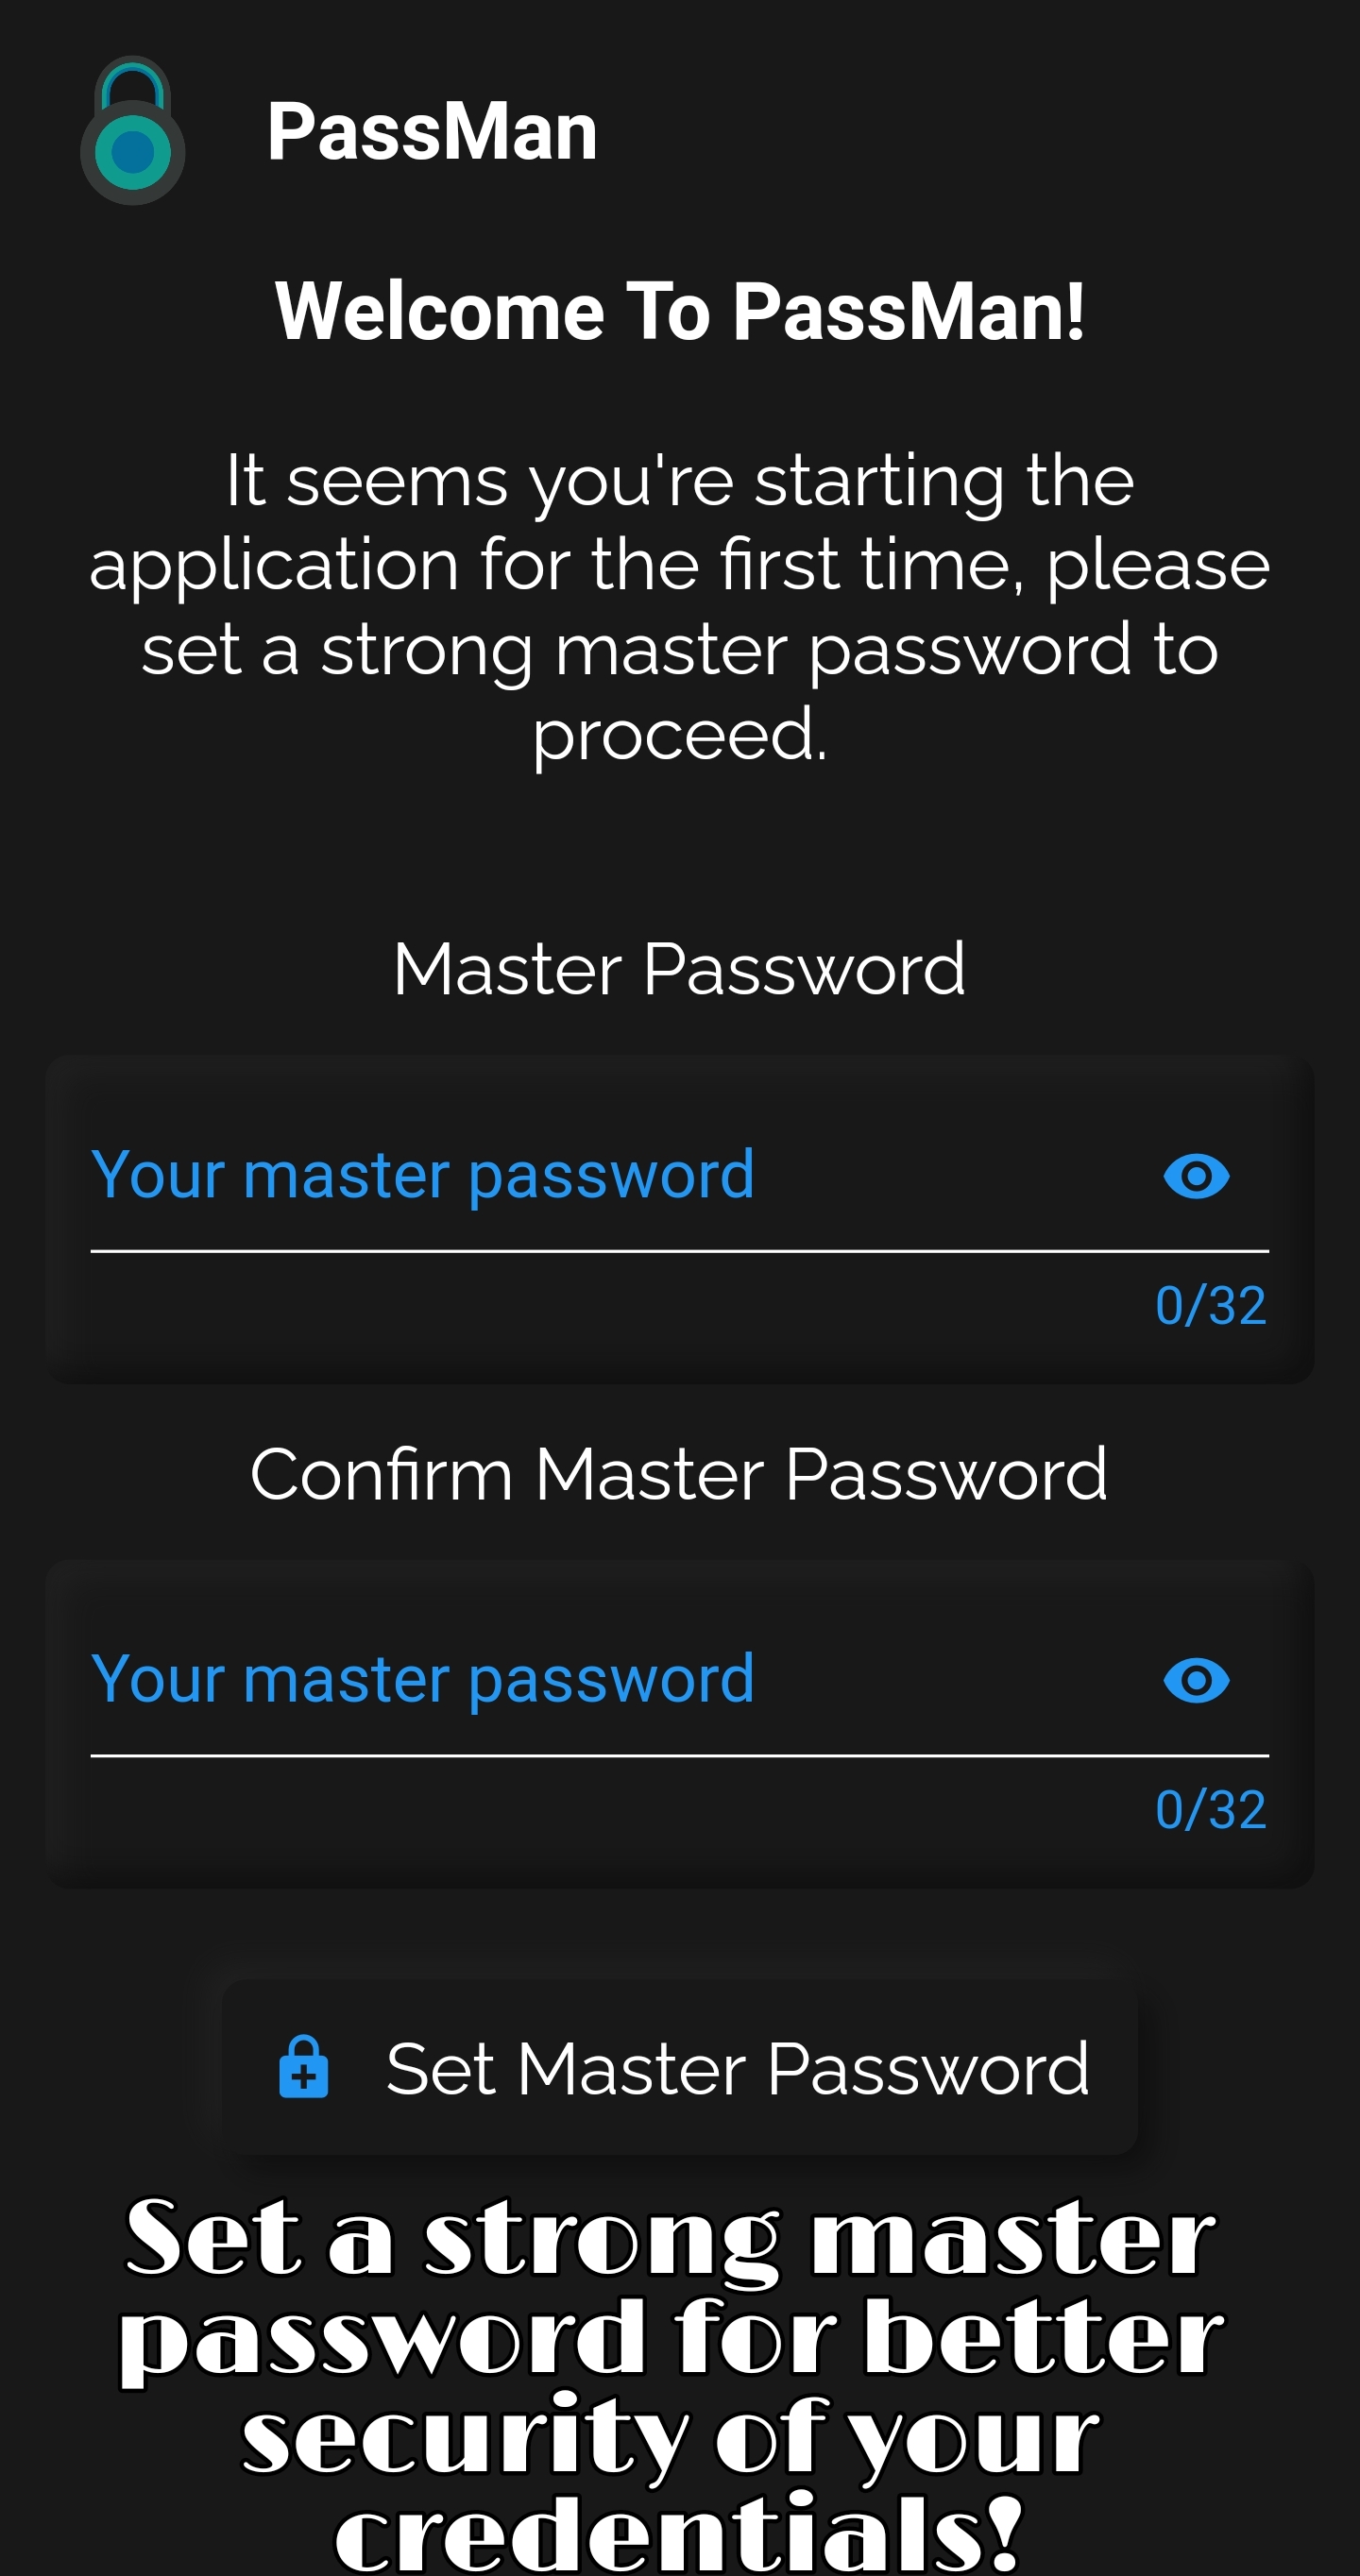 PassMan
Welcome To PassMan!
It seems you're starting the
application for the first time, please
set a strong master password to
proceed.
Master Password
Your master password
0/32
Confirm Master Password
Your master password
0/32
Set Master Password
Set a strong master
password for better
security of your
credentials!